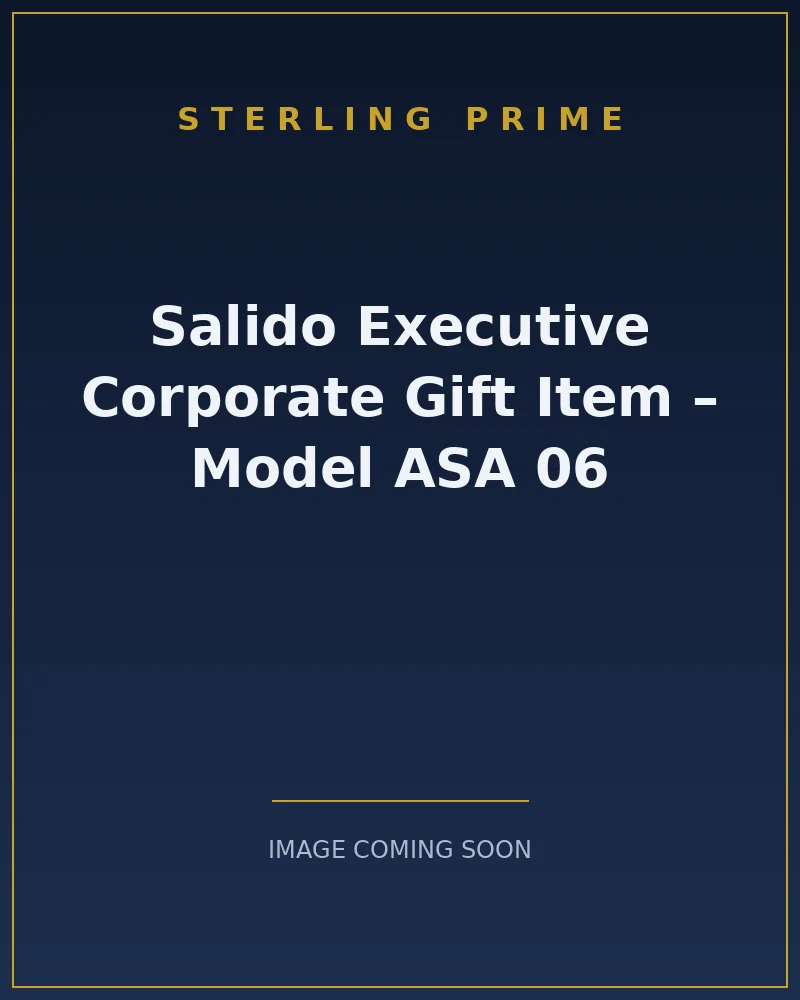 STERLING PRIME
Salido Executive
Corporate Gift Item –
Model ASA 06
IMAGE COMING SOON